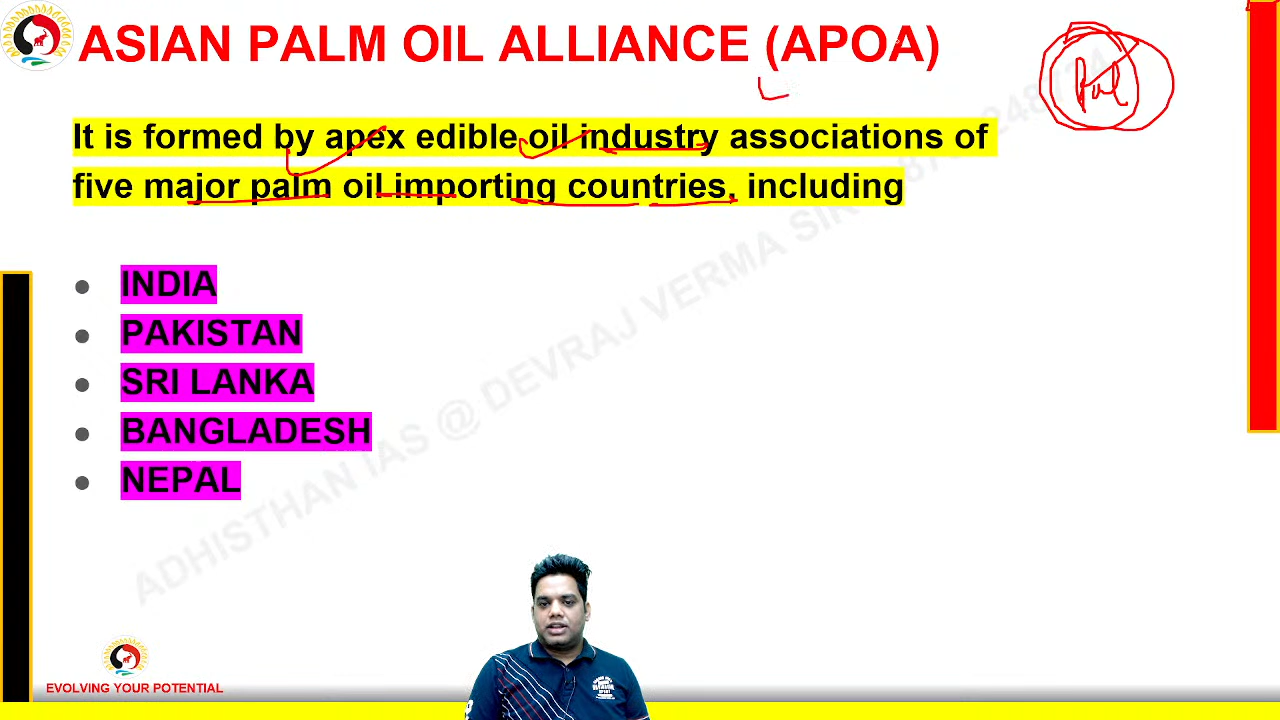 ASIAN PALM OIL ALLIANCE (APOA)
It is formed by apex edible oil industry associations of
five major palm oil importing countries, including
● INDIA
● PAKISTAN
● SRI LANKA
● BANGLADESH
● NEPAL
ADHISTHAN IAS @ DEVRAJ VERMA SIR
EVOLVING YOUR POTENTIAL